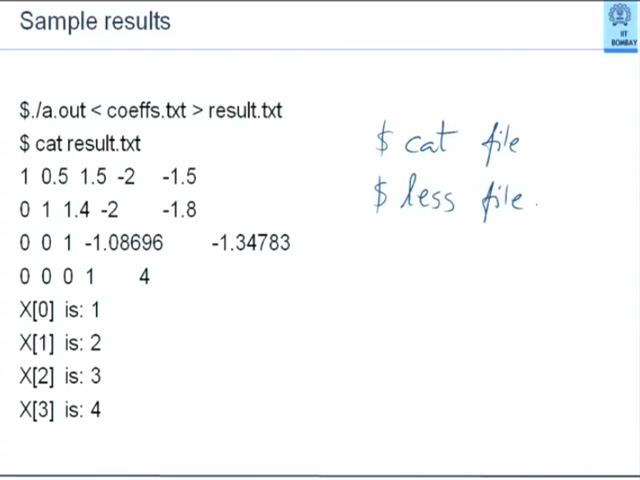 Sample results
IIT
BOMBAY
$./a.out < coeffs.txt > result.txt
$ cat result.txt
1 0.5 1.5 -2 -1.5
0 1 1.4 -2 -1.8
0 0 1 -1.08696 -1.34783
0 0 0 1 4
X[0] is: 1
X[1] is: 2
X[2] is: 3
X[3] is: 4
$ cat file
$ less file.